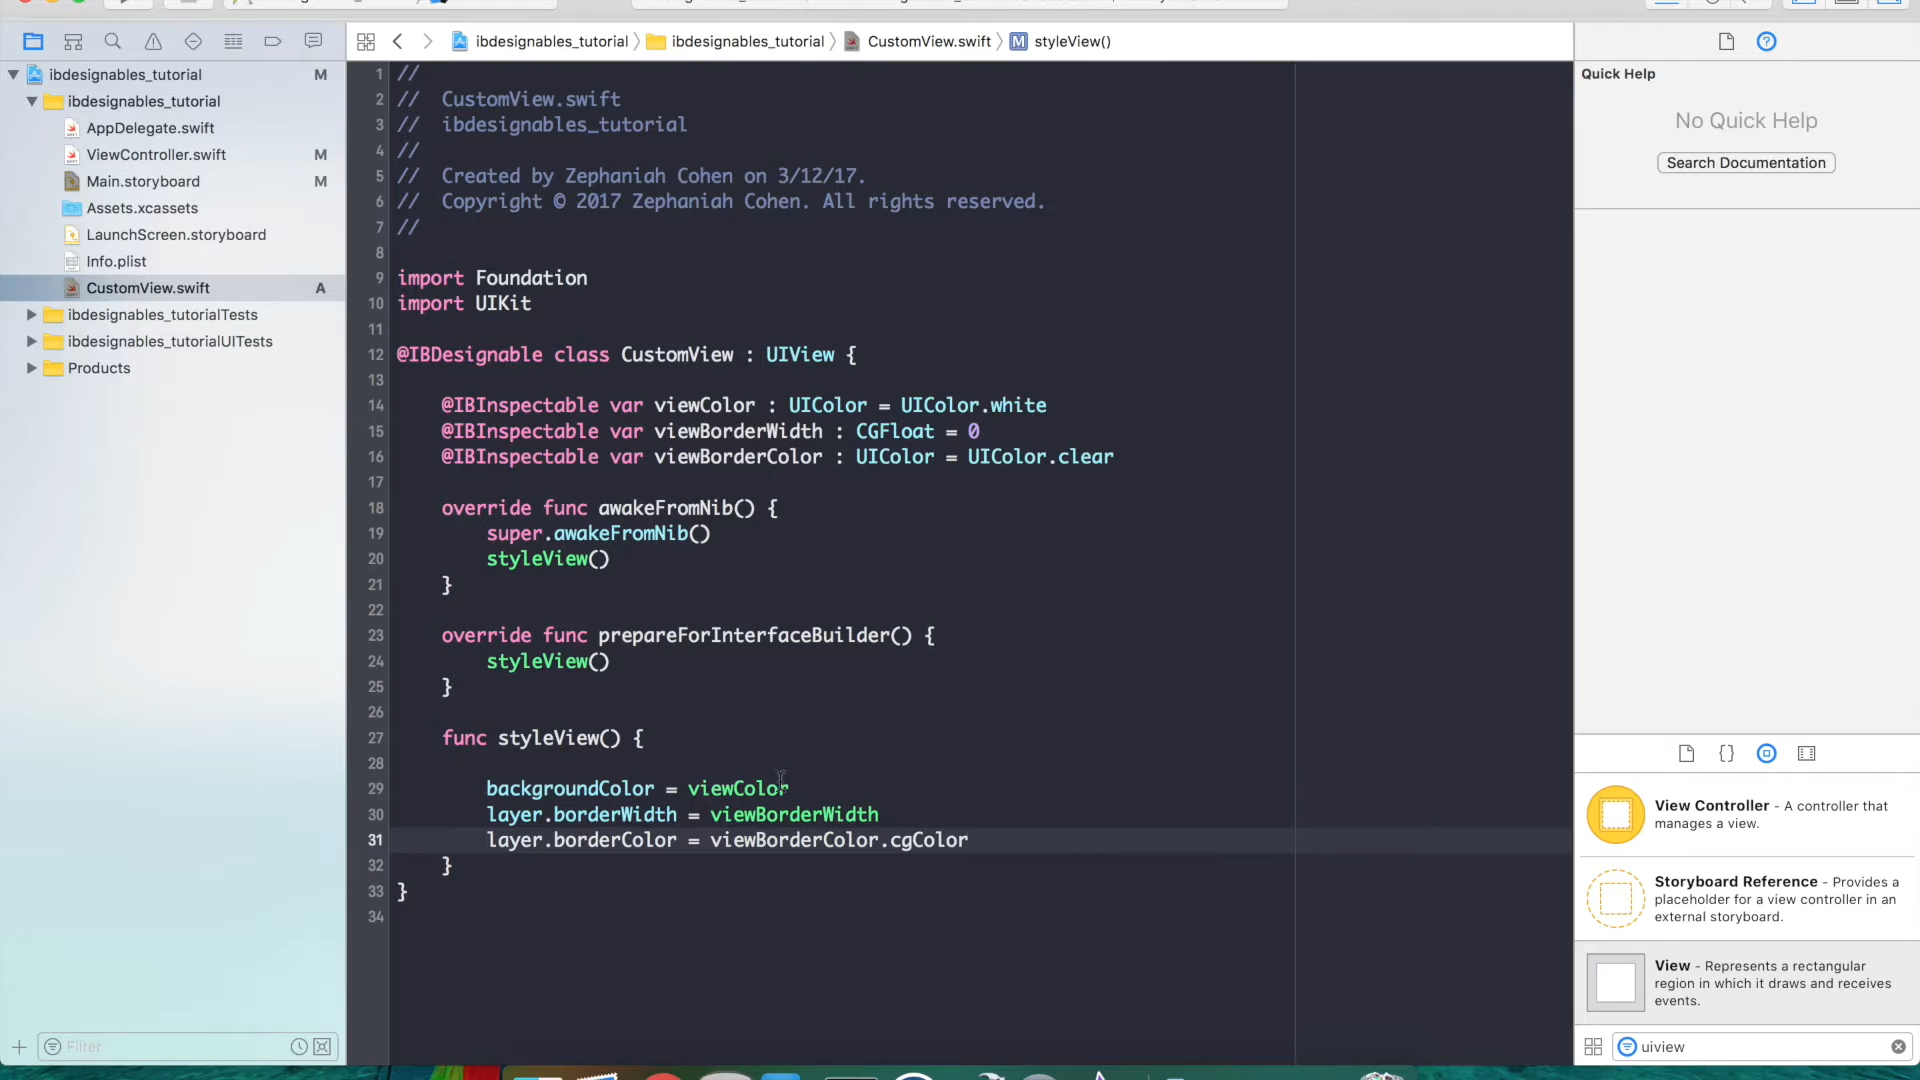 ibdesignables_tutorial
ibdesignables_tutorial
CustomView.swift
styleView()
ibdesignables_tutorial M
ibdesignables_tutorial
AppDelegate.swift
ViewController.swift M
Main.storyboard M
Assets.xcassets
LaunchScreen.storyboard
Info.plist
CustomView.swift A
ibdesignables_tutorialTests
ibdesignables_tutorialUITests
Products
Filter
1 //
2 // CustomView.swift
3 // ibdesignables_tutorial
4 //
5 // Created by Zephaniah Cohen on 3/12/17.
6 // Copyright © 2017 Zephaniah Cohen. All rights reserved.
7 //
8
9 import Foundation
10 import UIKit
11
12 @IBDesignable class CustomView : UIView {
13
14 @IBInspectable var viewColor : UIColor = UIColor.white
15 @IBInspectable var viewBorderWidth : CGFloat = 0
16 @IBInspectable var viewBorderColor : UIColor = UIColor.clear
17
18 override func awakeFromNib() {
19 super.awakeFromNib()
20 styleView()
21 }
22
23 override func prepareForInterfaceBuilder() {
24 styleView()
25 }
26
27 func styleView() {
28
29 backgroundColor = viewColor
30 layer.borderWidth = viewBorderWidth
31 layer.borderColor = viewBorderColor.cgColor
32 }
33 }
34
Quick Help
No Quick Help
Search Documentation
View Controller - A controller that
manages a view.
Storyboard Reference - Provides a
placeholder for a view controller in an
external storyboard.
View - Represents a rectangular
region in which it draws and receives
events.
uiview